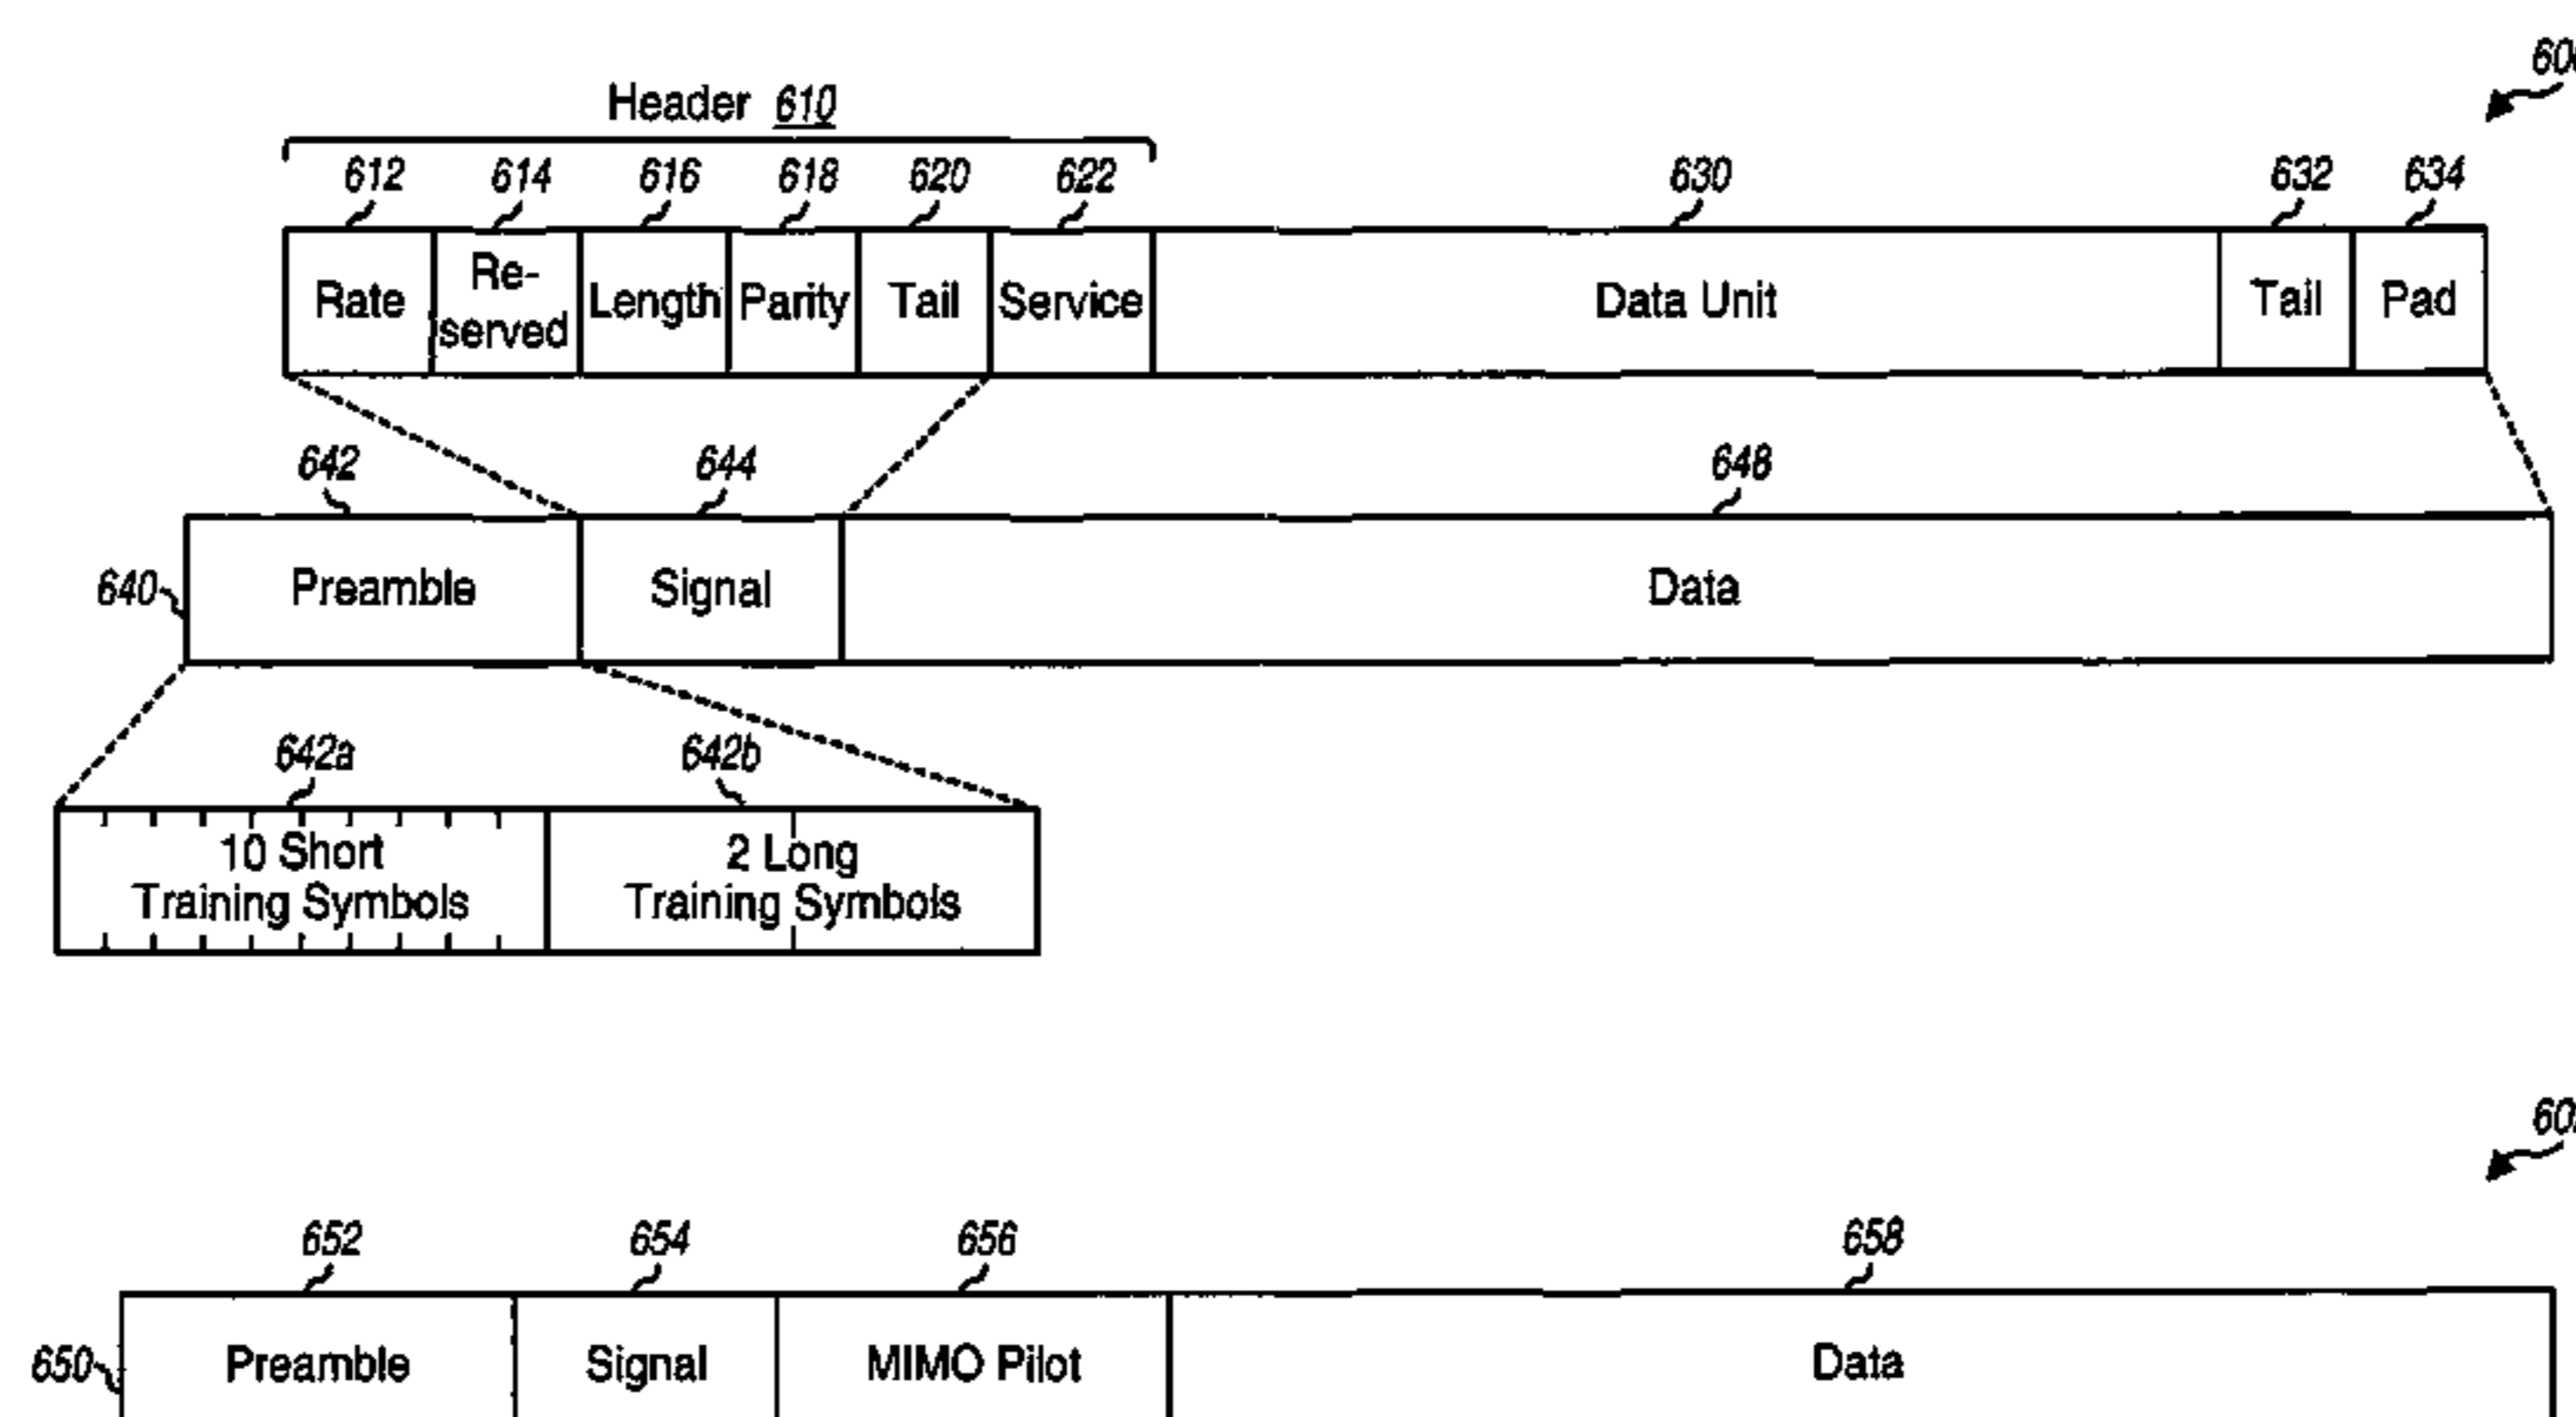 Header 610
612 614 616 618 620 622 630 632 634
Rate Re-served Length Parity Tail Service Data Unit Tail Pad
642 644 648
640 Preamble Signal Data
642a 642b
10 Short Training Symbols
2 Long Training Symbols
652 654 656 658
650 Preamble Signal MIMO Pilot Data